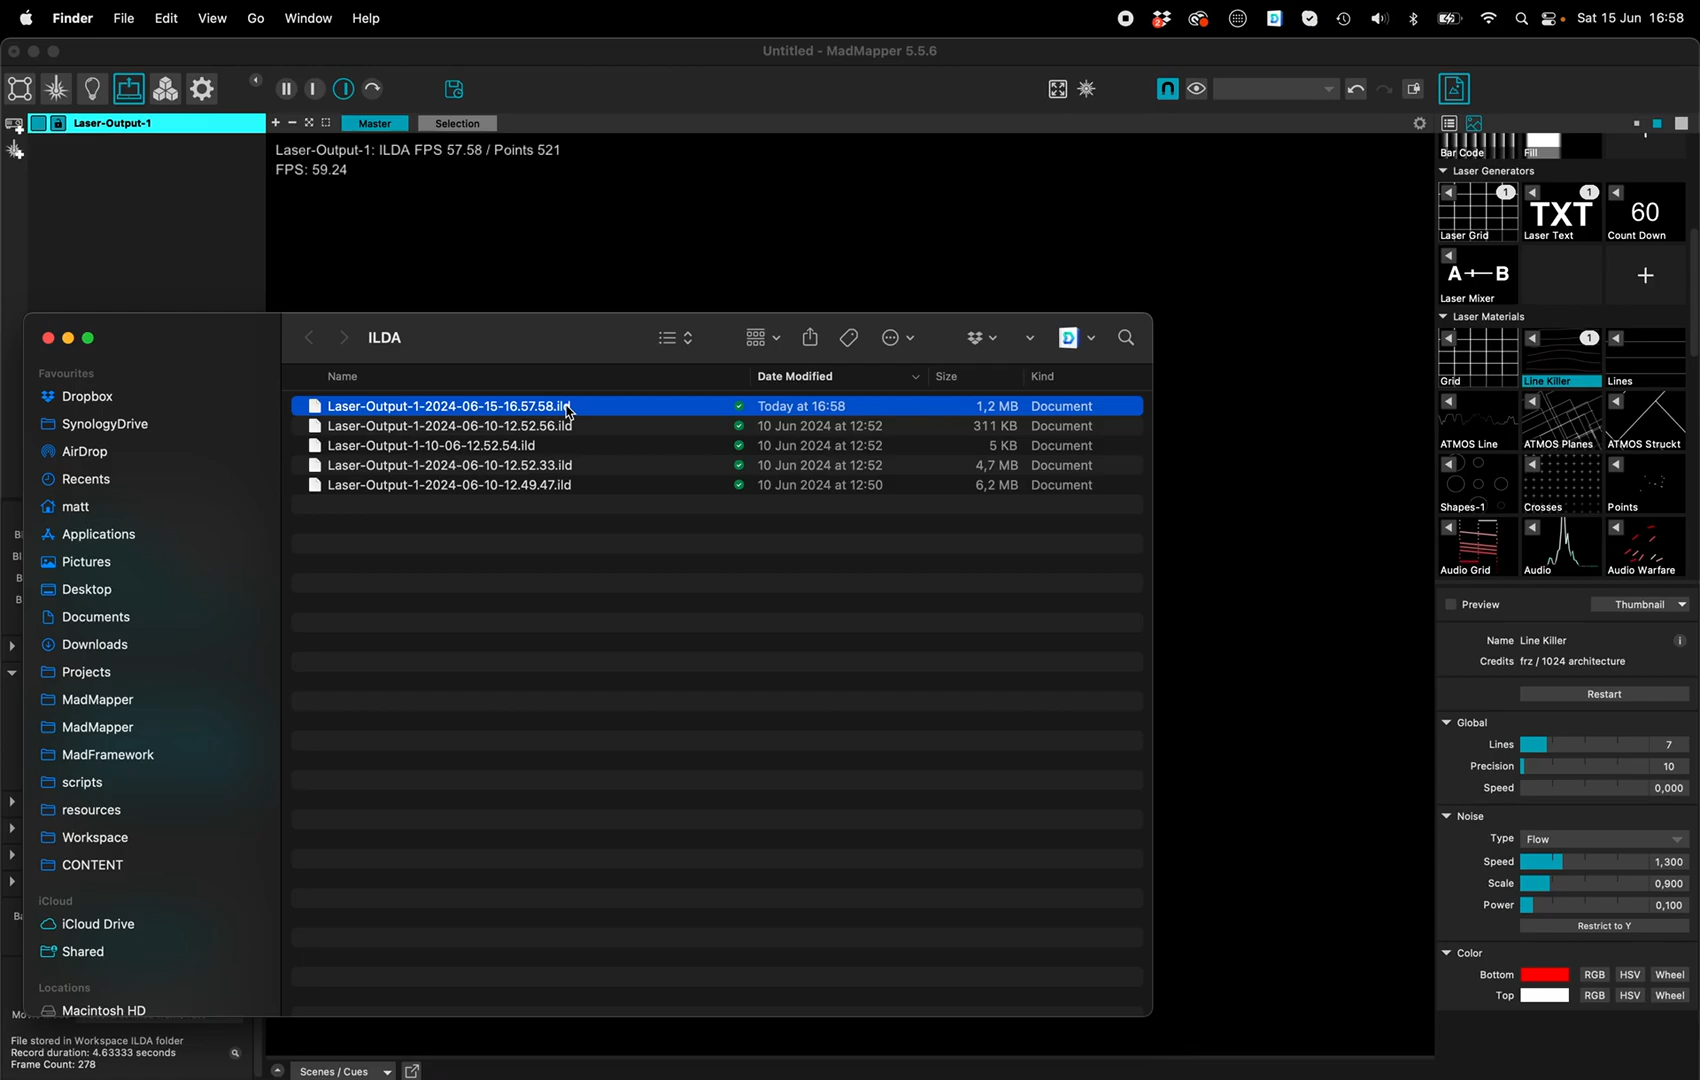 Finder File Edit View Go Window Help
2
Sat 15 Jun 16:58
Untitled - MadMapper 5.5.6
Laser-Output-1
Master Selection
Laser-Output-1: ILDA FPS 57.58 / Points 521
FPS: 59.24
Bar Code Fill
Laser Generators
1 1
TXT 60
Laser Grid Laser Text Count Down
A B
Laser Mixer
Laser Materials
1
Grid Line Killer Lines
ATMOS Line ATMOS Planes ATMOS Struckt
Shapes-1 Crosses Points
Audio Grid Audio Audio Warfare
Preview Thumbnail
Name Line Killer
Credits frz / 1024 architecture
Restart
Global
Lines 7
Precision 10
Speed 0,000
Noise
Type Flow
Speed 1,300
Scale 0,900
Power 0,100
Restrict to Y
Color
Bottom RGB HSV Wheel
Top RGB HSV Wheel
ILDA
Name Date Modified Size Kind
Laser-Output-1-2024-06-15-16.57.58.ild Today at 16:58 1,2 MB Document
Laser-Output-1-2024-06-10-12.52.56.ild 10 Jun 2024 at 12:52 311 KB Document
Laser-Output-1-10-06-12.52.54.ild 10 Jun 2024 at 12:52 5 KB Document
Laser-Output-1-2024-06-10-12.52.33.ild 10 Jun 2024 at 12:52 4,7 MB Document
Laser-Output-1-2024-06-10-12.49.47.ild 10 Jun 2024 at 12:50 6,2 MB Document
Favourites
Dropbox
SynologyDrive
AirDrop
Recents
matt
Applications
Pictures
Desktop
Documents
Downloads
Projects
MadMapper
MadMapper
MadFramework
scripts
resources
Workspace
CONTENT
iCloud
iCloud Drive
Shared
Locations
Macintosh HD
File stored in Workspace ILDA folder
Record duration: 4.63333 seconds
Frame Count: 278
Scenes / Cues